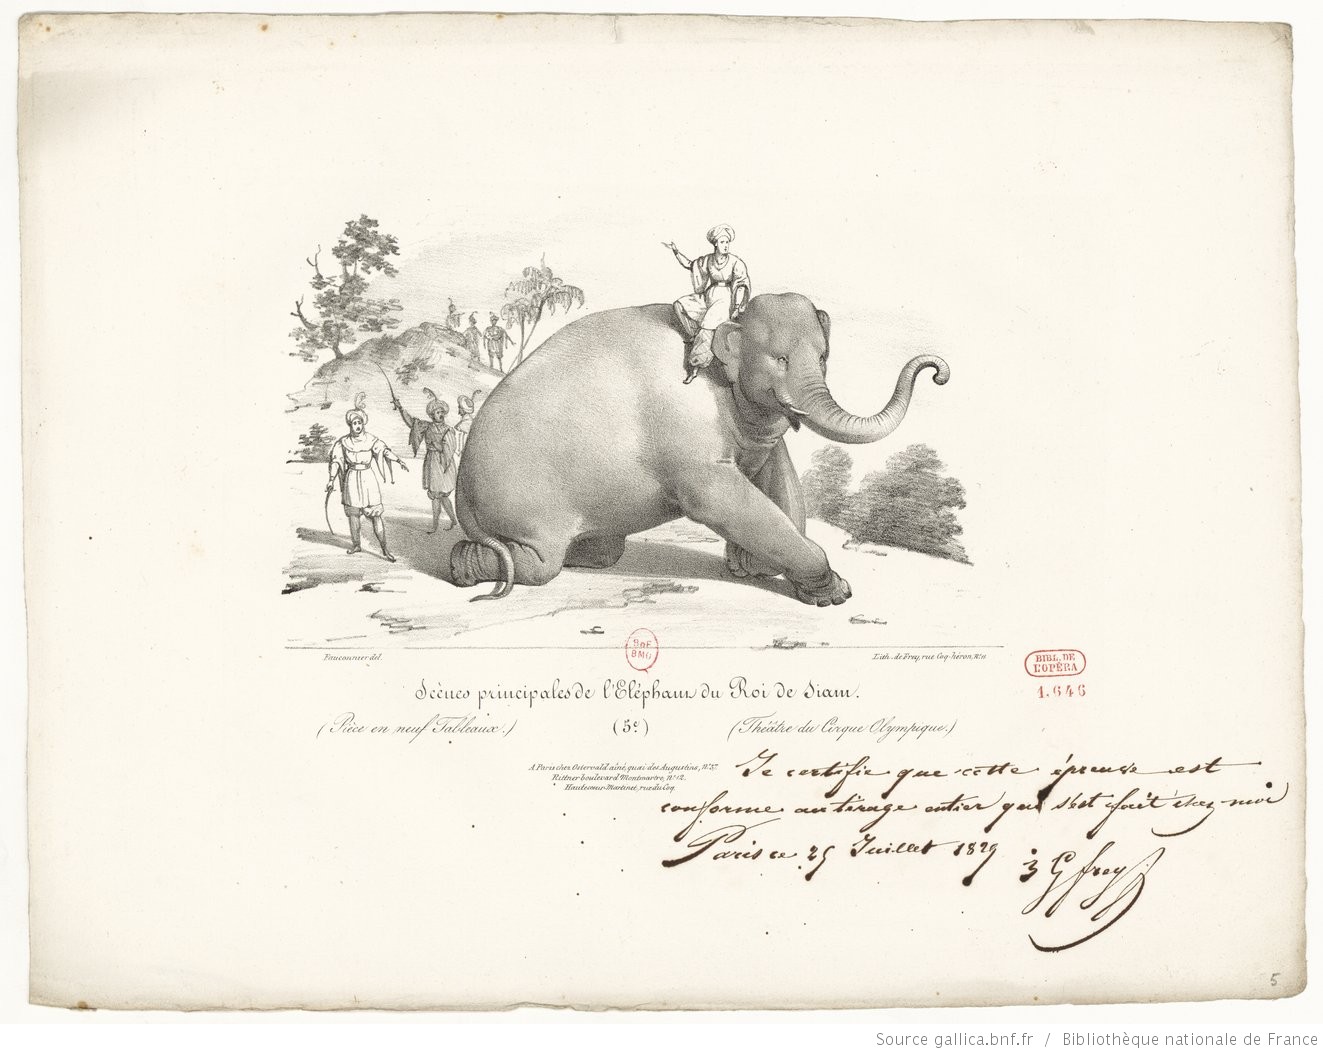 Fauconnier del.
Lith. de Frey, rue Coq-héron, N.11
BIBL. DE
L'OPÉRA
1.646
Scènes principales de l'Eléphant du Roi de Siam.
(Pièce en neuf Tableaux.) (5e) (Théâtre du Cirque Olympique.)
A Paris chez Ostervald aîné, quai des Augustins, No.37.
Rittner boulevard Montmartre, No.12.
Hautecoeur-Martinet, rue du Coq.
Je certifie que cette épreuve est
conforme au tirage entier qui s'est fait chez moi
Paris ce 25 Juillet 1829 G frey
5
Source gallica.bnf.fr / Bibliothèque nationale de France